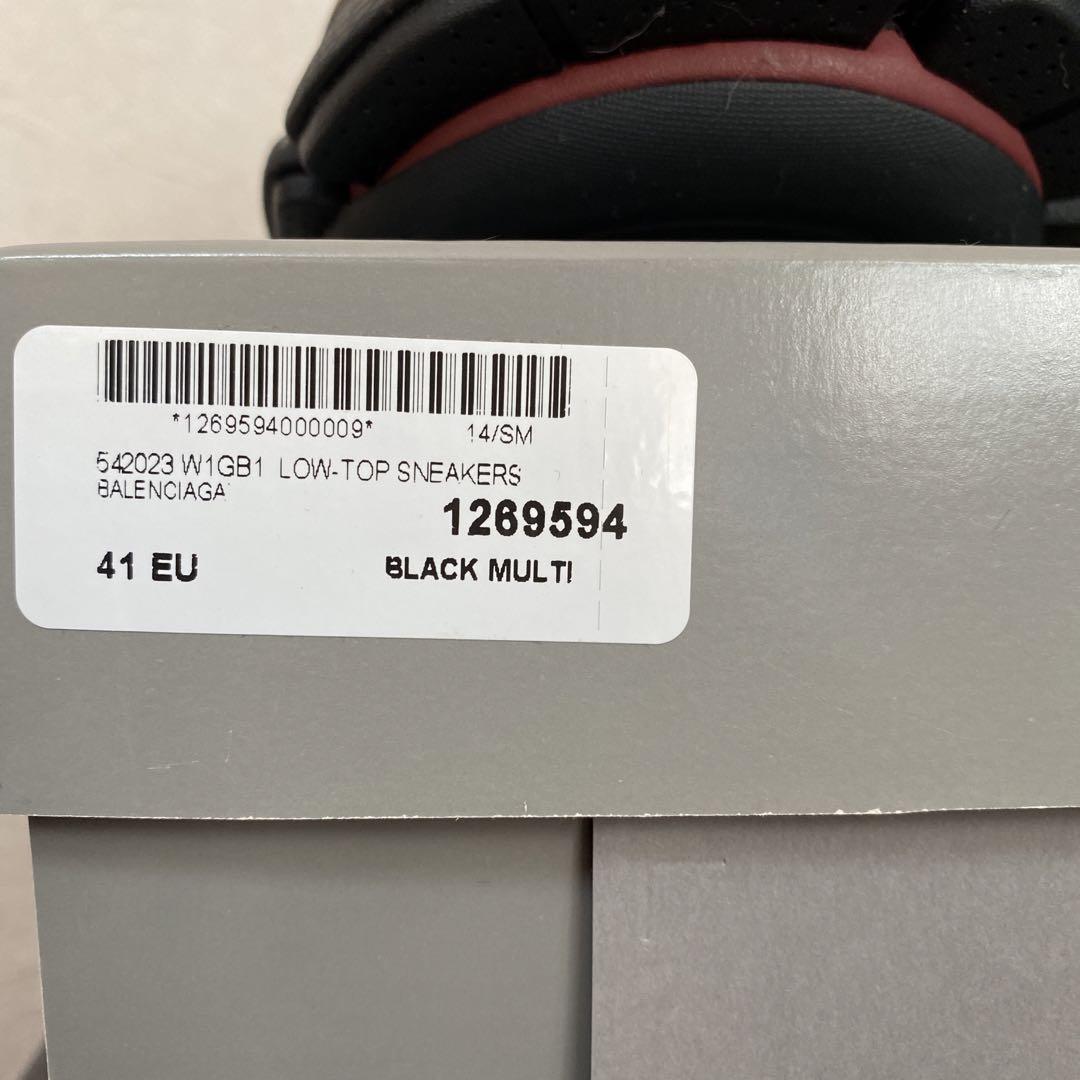 *1269594000009* 14/SM
542023 W1GB1 LOW-TOP SNEAKERS
BALENCIAGA
1269594
41 EU BLACK MULTI